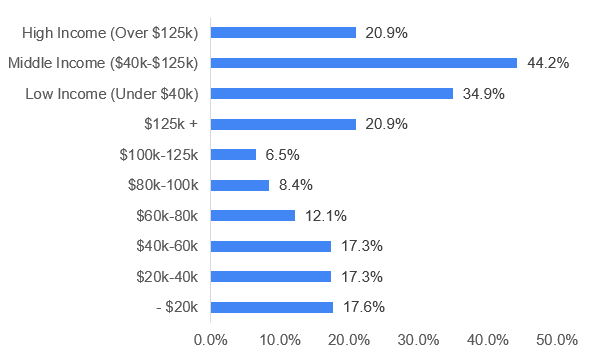 High Income (Over $125k) 20.9%
Middle Income ($40k-$125k) 44.2%
Low Income (Under $40k) 34.9%
$125k + 20.9%
$100k-125k 6.5%
$80k-100k 8.4%
$60k-80k 12.1%
$40k-60k 17.3%
$20k-40k 17.3%
- $20k 17.6%
0.0% 10.0% 20.0% 30.0% 40.0% 50.0%